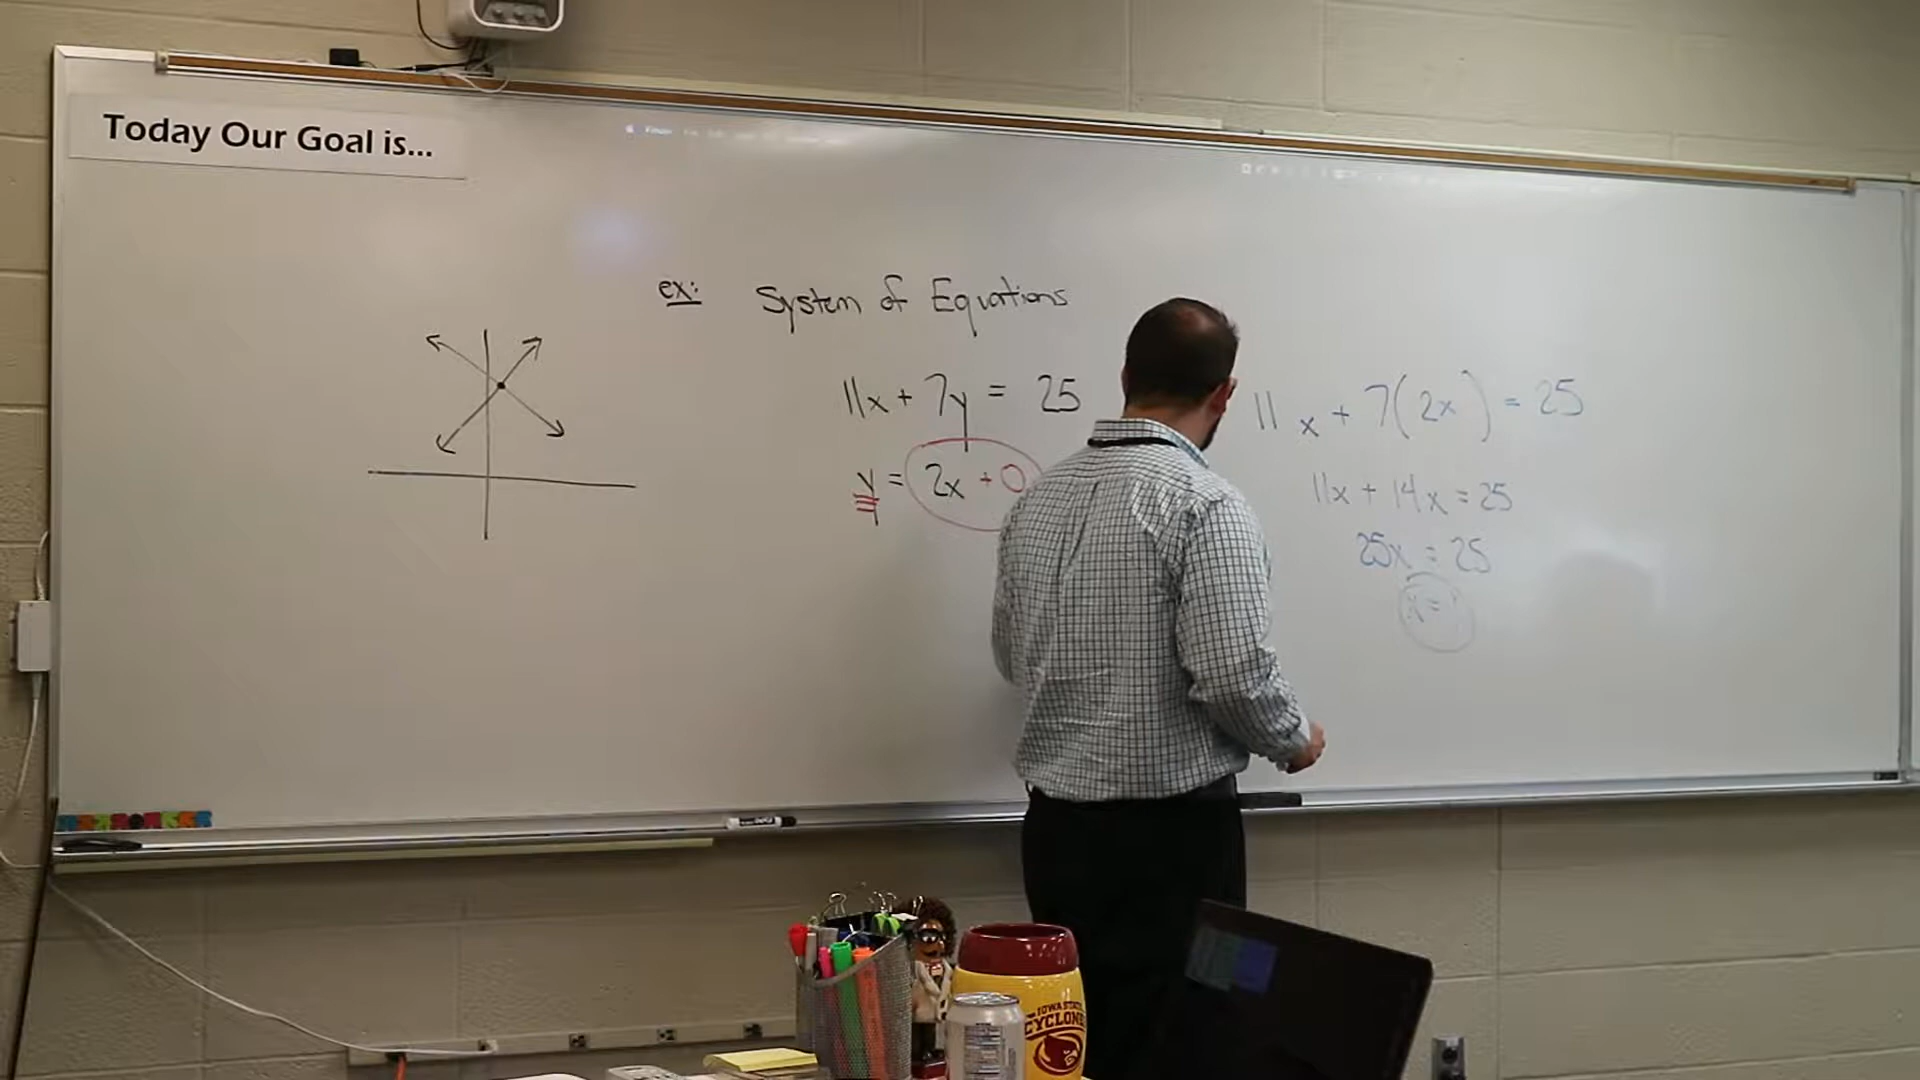 Today Our Goal is...
ex: System of Equations
11x + 7y = 25
y = 2x + 0
11x + 7(2x) = 25
11x + 14x = 25
25x = 25
x =
IOWA STATE
CYCLONE